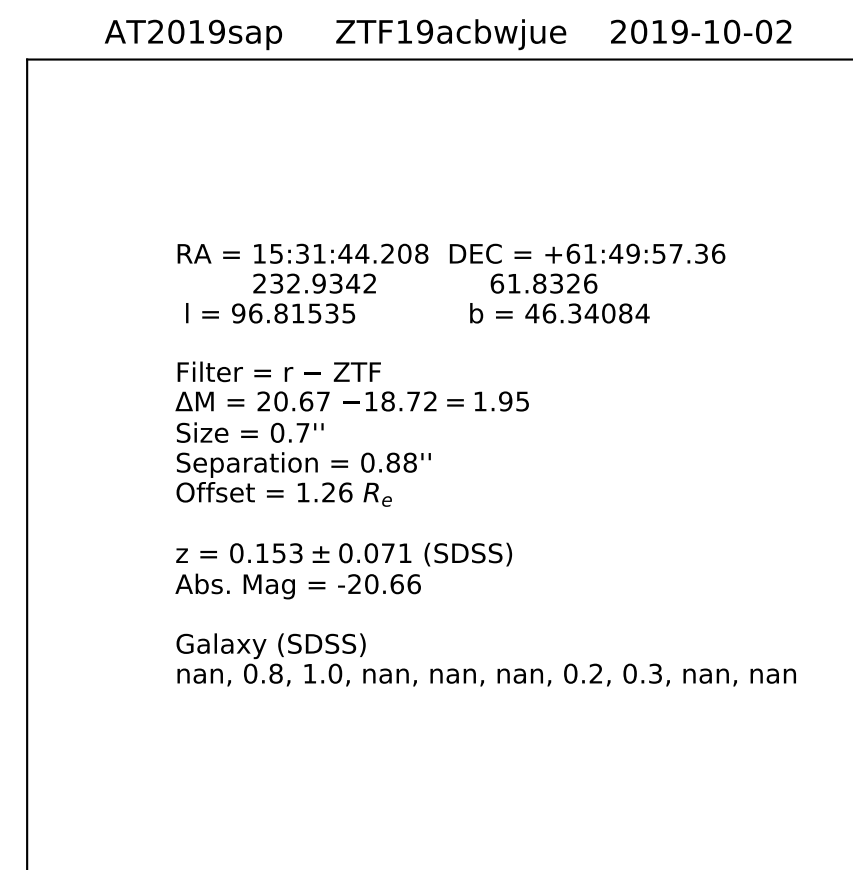 AT2019sap ZTF19acbwjue 2019-10-02
RA = 15:31:44.208 DEC = +61:49:57.36
232.9342 61.8326
l = 96.81535 b = 46.34084
Filter = r − ZTF
ΔM = 20.67 −18.72 = 1.95
Size = 0.7''
Separation = 0.88''
Offset = 1.26 Re
z = 0.153 ± 0.071 (SDSS)
Abs. Mag = -20.66
Galaxy (SDSS)
nan, 0.8, 1.0, nan, nan, nan, 0.2, 0.3, nan, nan